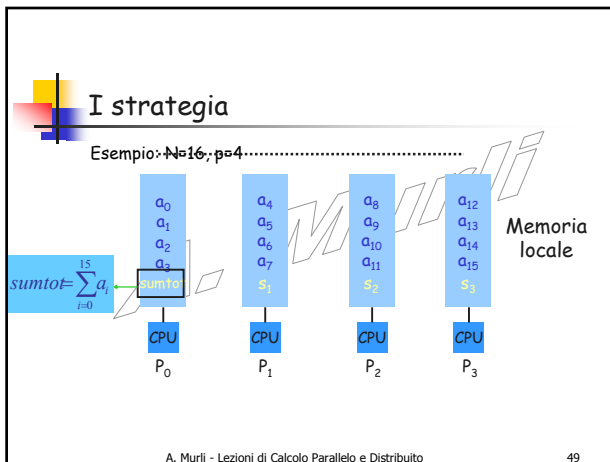 I strategia
Esempio: N=16, p=4
a0 a4 a8 a12
a1 a5 a9 a13
a2 a6 a10 a14
a3 a7 a11 a15
sumtot s1 s2 s3
Memoria
locale
sumtot=∑ai
15
i=0
CPU CPU CPU CPU
P0 P1 P2 P3
A. Murli
A. Murli - Lezioni di Calcolo Parallelo e Distribuito 49